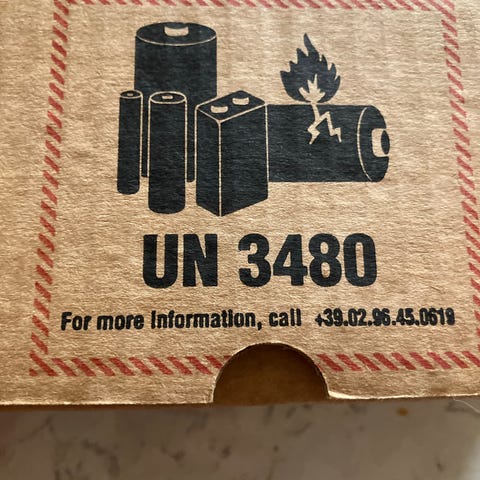 UN 3480
For more information, call +39.02.96.45.0619